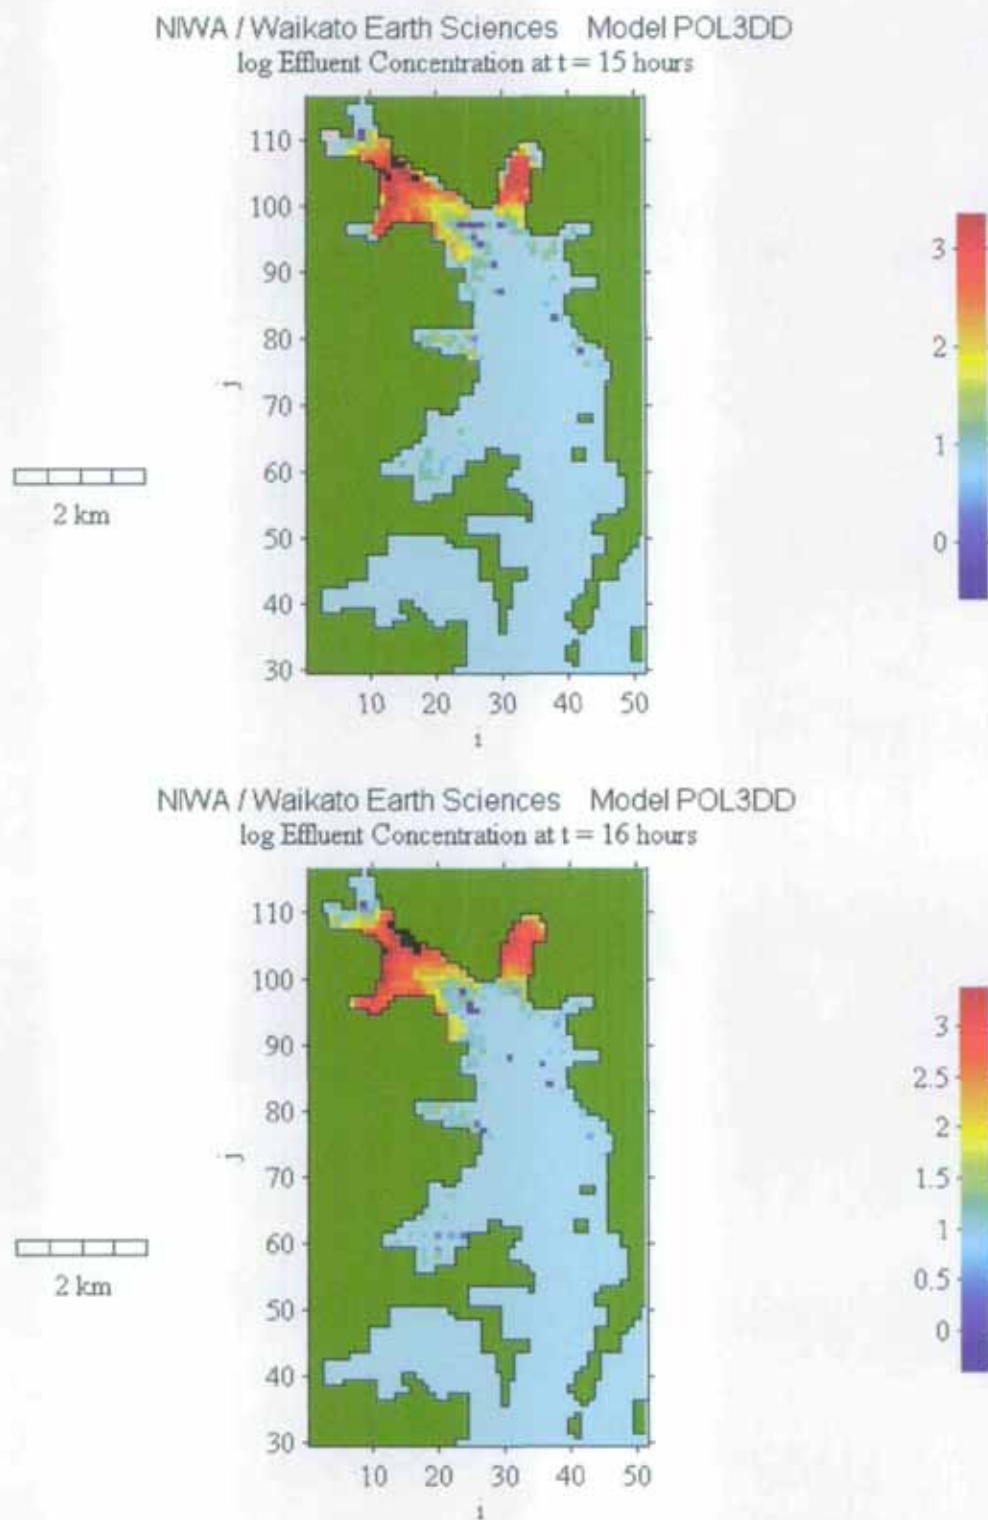 NIWA / Waikato Earth Sciences Model POL3DD
log Effluent Concentration at t = 15 hours
110
100
90
80
70
60
50
40
30
j
10 20 30 40 50
i
2 km
3
2
1
0
NIWA / Waikato Earth Sciences Model POL3DD
log Effluent Concentration at t = 16 hours
110
100
90
80
70
60
50
40
30
j
10 20 30 40 50
i
2 km
3
2.5
2
1.5
1
0.5
0